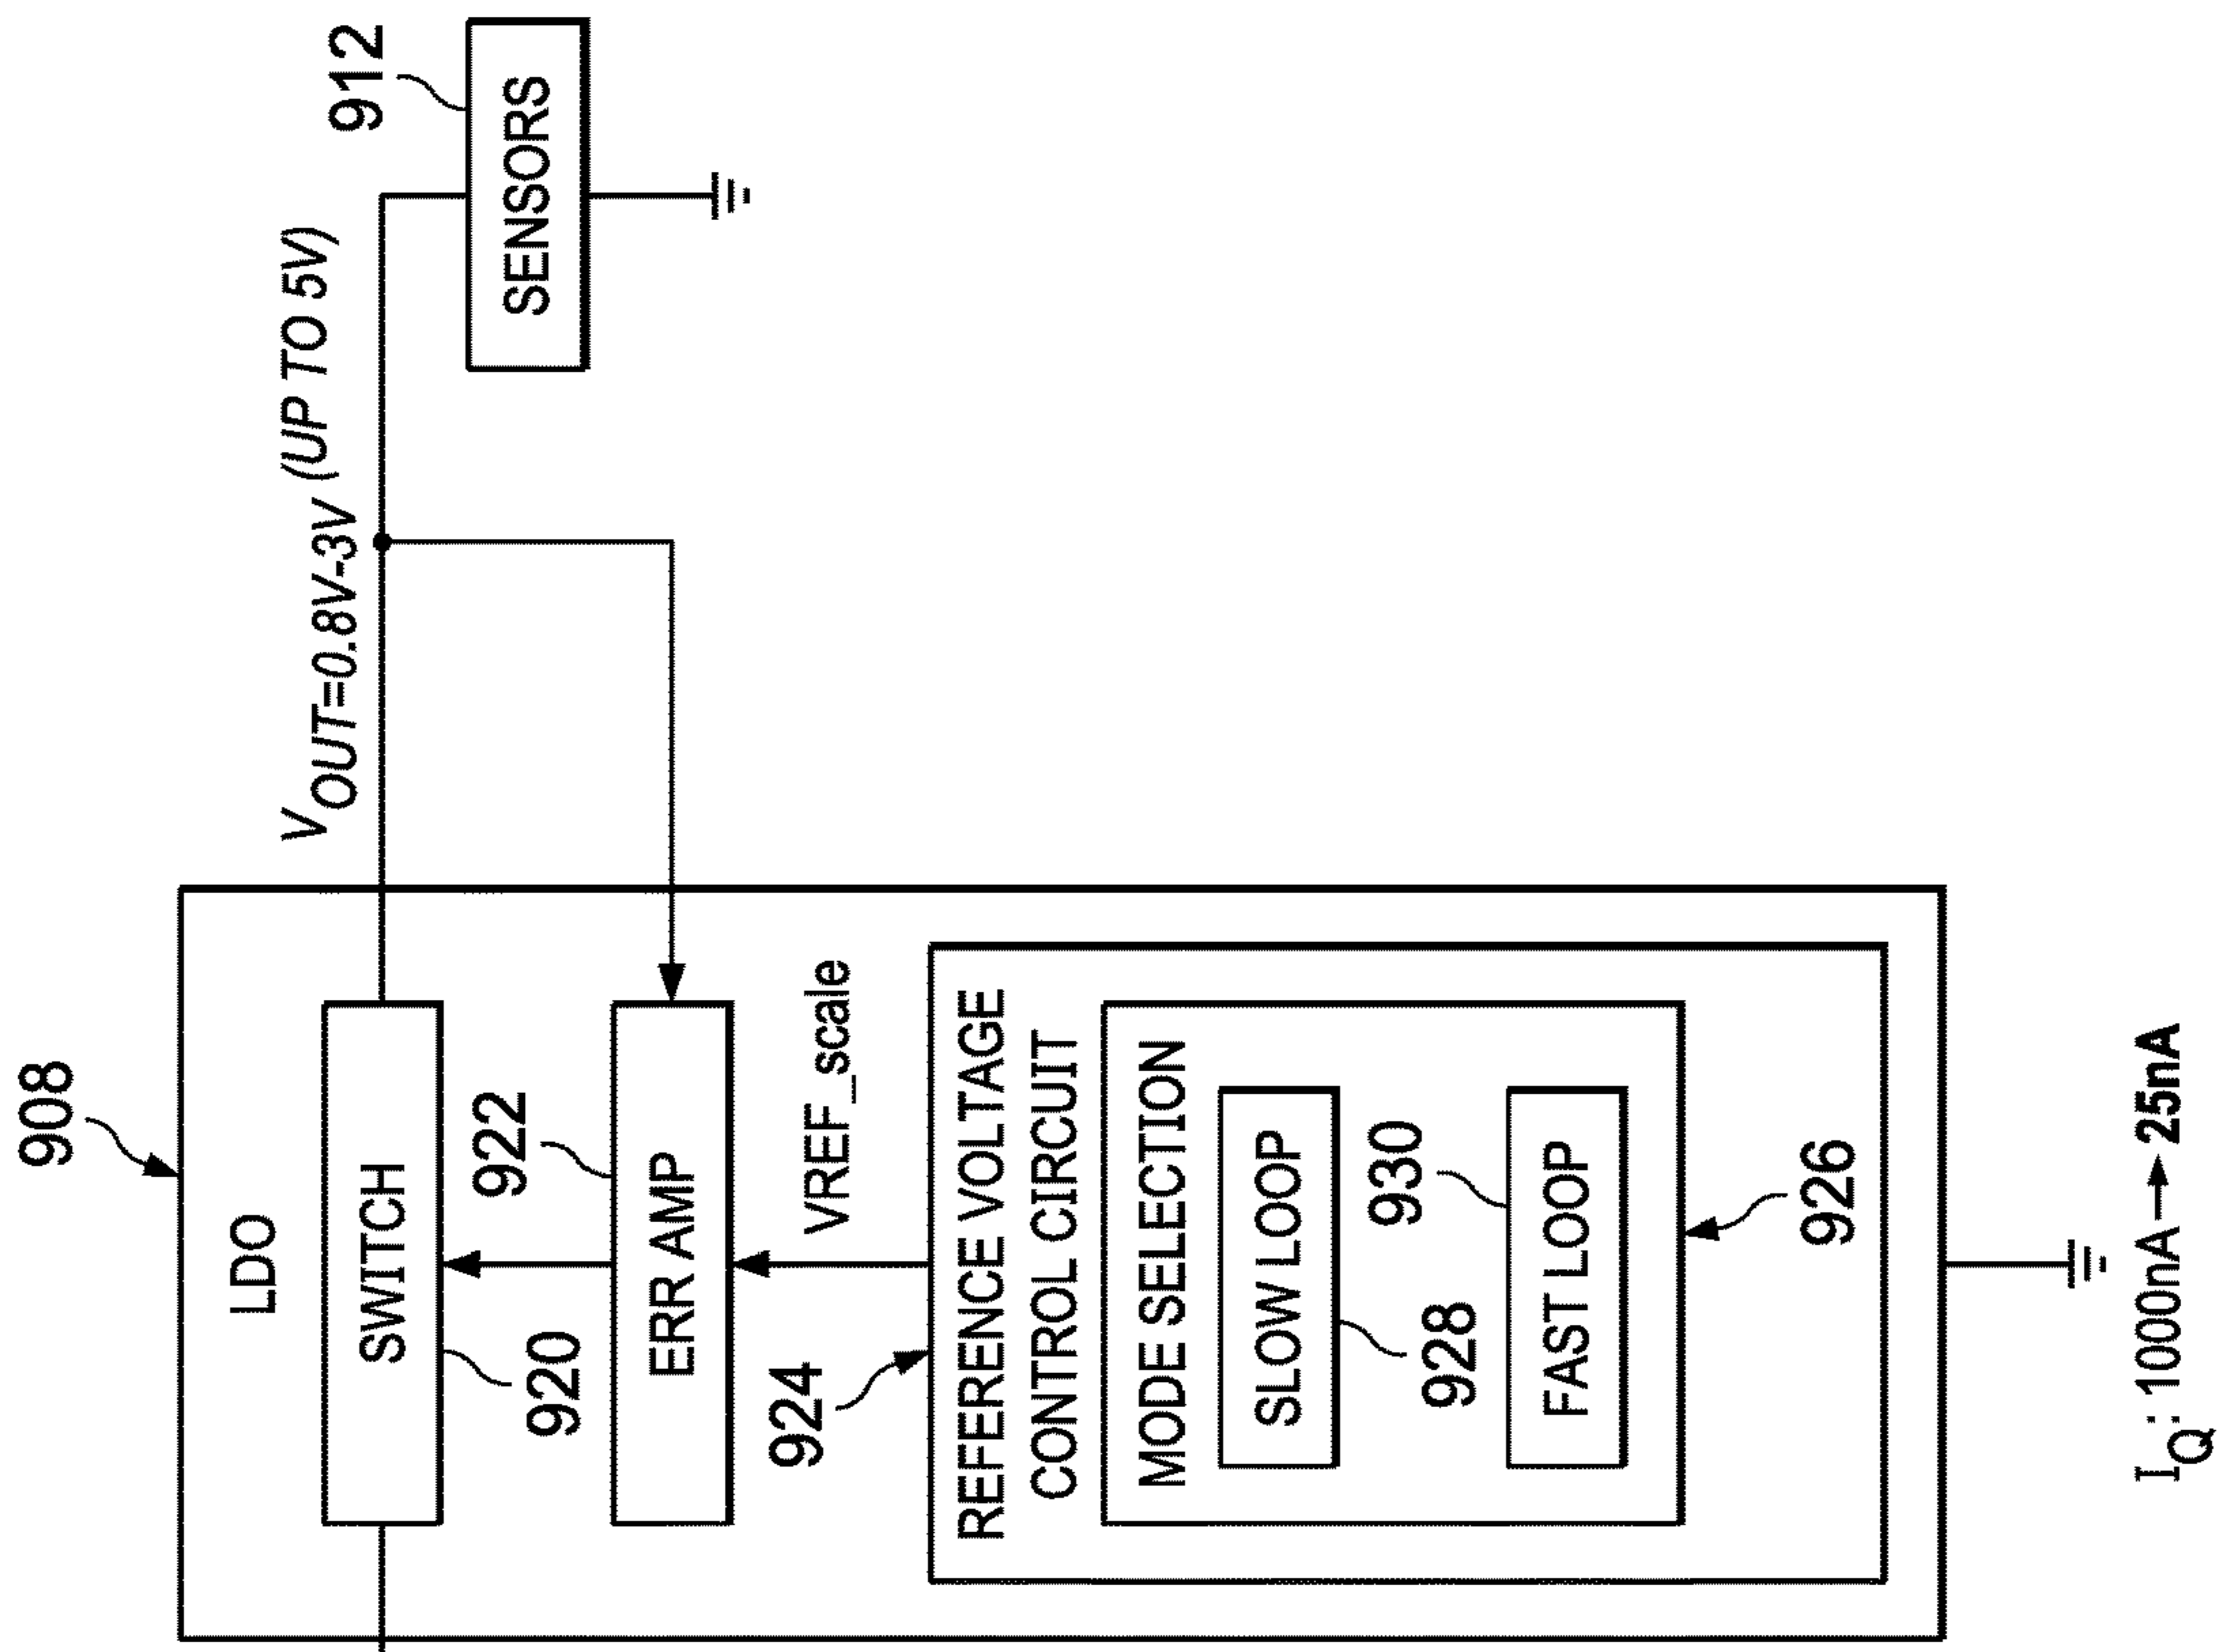 908
LDO
SWITCH
920
922
ERR AMP
VREF_scale
924
REFERENCE VOLTAGE
CONTROL CIRCUIT
MODE SELECTION
SLOW LOOP
928
930
FAST LOOP
926
IQ: 1000nA → 25nA
VOUT=0.8V-3V (UP TO 5V)
912
SENSORS